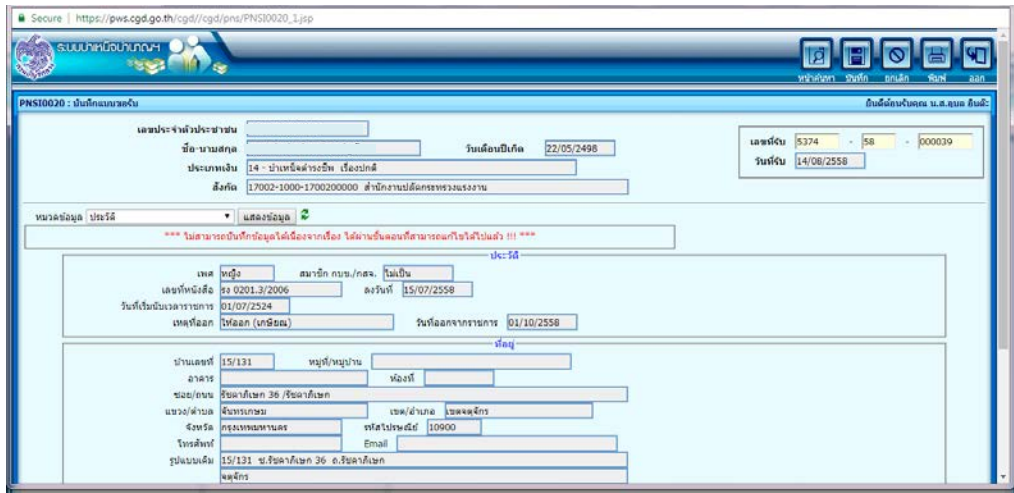 Secure | https://pws.cgd.go.th/cgd//cgd/pns/PNSI0020_1.jsp
ระบบบำเหน็จบำนาญฯ
หน้าค้นหา บันทึก ยกเลิก พิมพ์ ออก
PNSI0020 : บันทึกแบบขอรับ ยินดีต้อนรับคุณ น.ส.อุบล
เลขประจำตัวประชาชน
ชื่อ-นามสกุล วันเดือนปีเกิด 22/05/2498
ประเภทเงิน 14 - บำเหน็จดำรงชีพ เรื่องปกติ
สังกัด 17002-1000-1700200000 สำนักงานปลัดกระทรวงแรงงาน
เลขที่รับ 5374 - 58 - 000039
วันที่รับ 14/08/2558
หมวดข้อมูล ประวัติ แสดงข้อมูล
*** ไม่สามารถบันทึกข้อมูลได้เนื่องจากเรื่อง ได้ผ่านขั้นตอนที่สามารถแก้ไขได้ไปแล้ว !!! ***
ประวัติ
เพศ หญิง สมาชิก กบข./กสจ. ไม่เป็น
เลขที่หนังสือ รง 0201.3/2006 ลงวันที่ 15/07/2558
วันที่เริ่มนับเวลาราชการ 01/07/2524
เหตุที่ออก ให้ออก (เกษียณ) วันที่ออกจากราชการ 01/10/2558
ที่อยู่
บ้านเลขที่ 15/131 หมู่ที่/หมู่บ้าน
อาคาร ห้องที่
ซอย/ถนน รัชดาภิเษก 36 /รัชดาภิเษก
แขวง/ตำบล จันทรเกษม เขต/อำเภอ เขตจตุจักร
จังหวัด กรุงเทพมหานคร รหัสไปรษณีย์ 10900
โทรศัพท์ Email
รูปแบบเดิม 15/131 ซ.รัชดาภิเษก 36 ถ.รัชดาภิเษก
จตุจักร